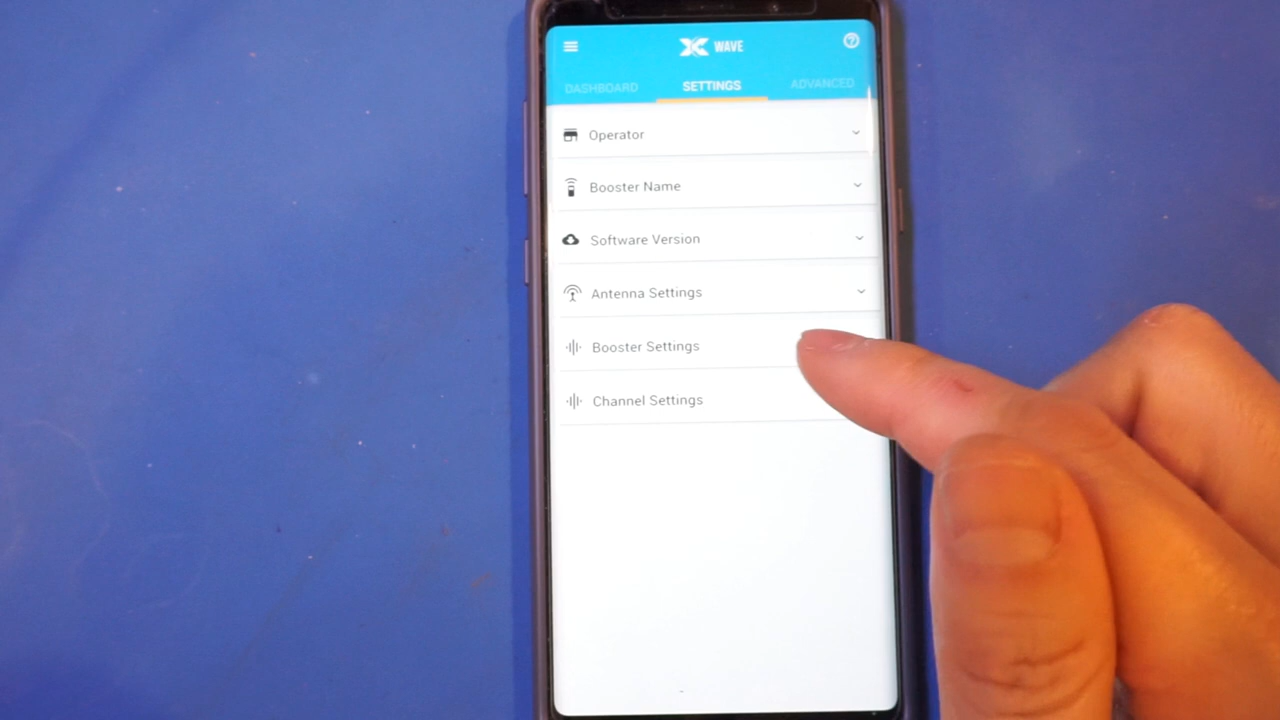 WAVE
DASHBOARD SETTINGS ADVANCED
Operator
Booster Name
Software Version
Antenna Settings
Booster Settings
Channel Settings